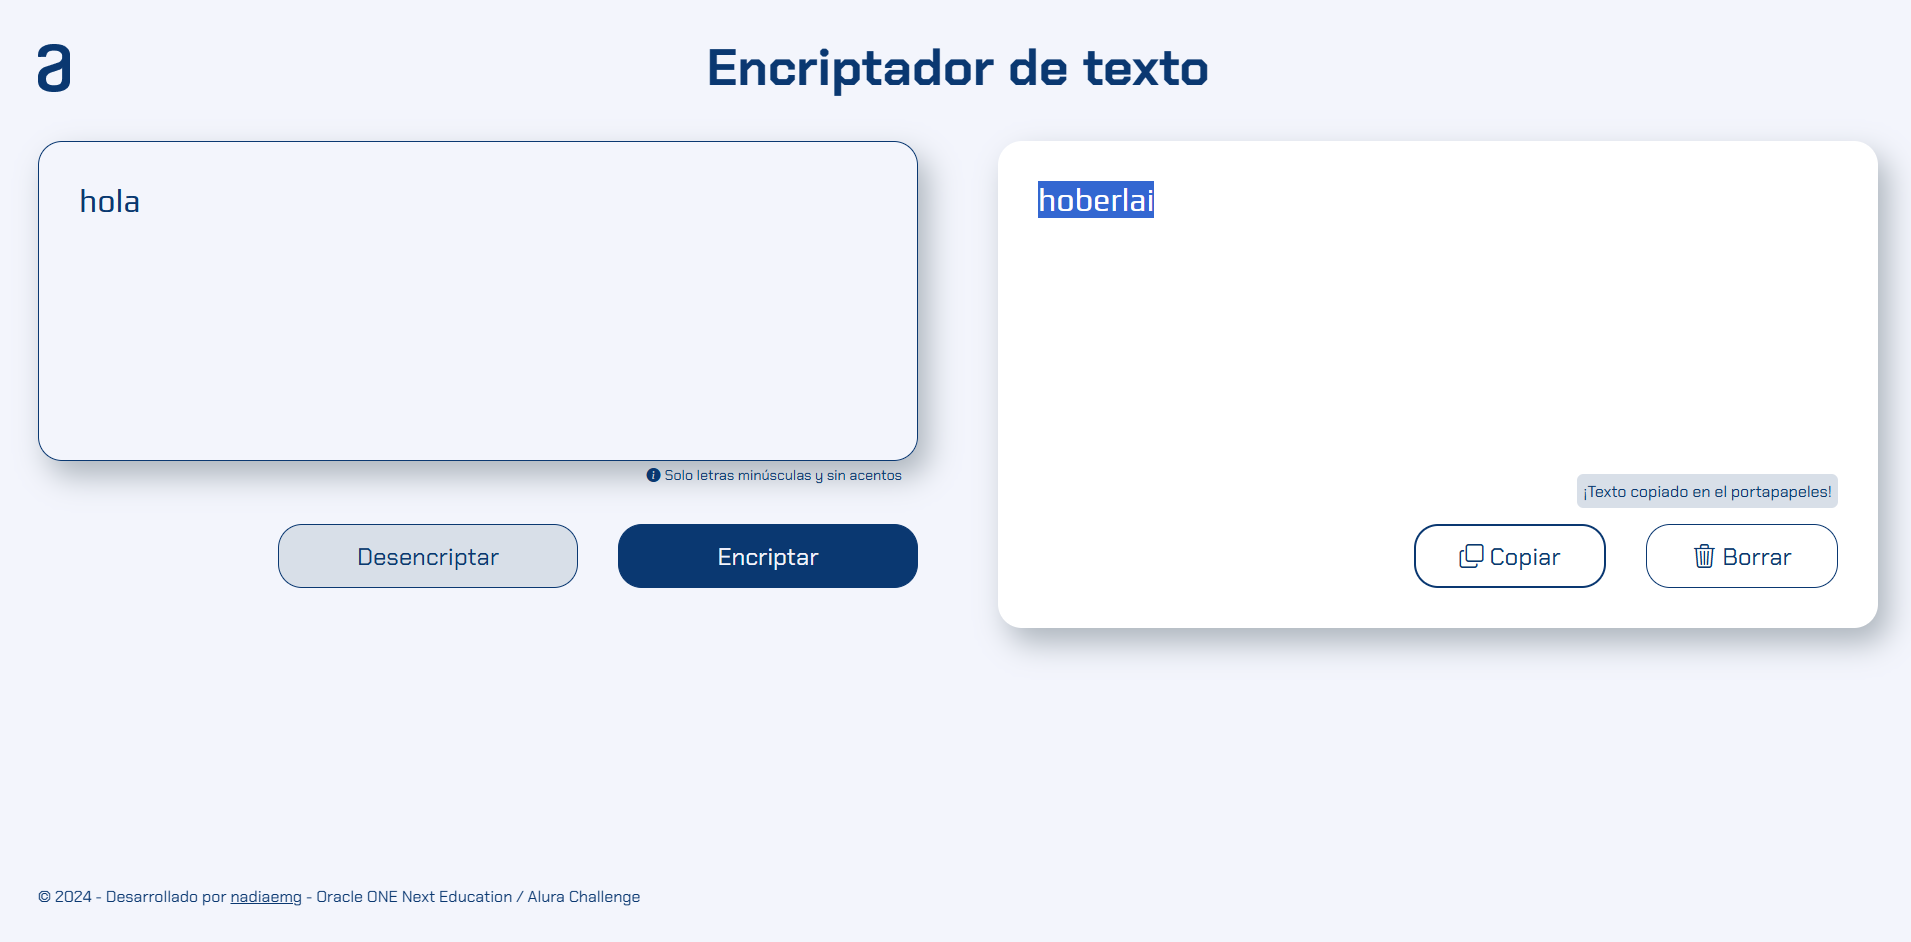 a
Encriptador de texto
hola
Solo letras minúsculas y sin acentos
Desencriptar
Encriptar
hoberlai
¡Texto copiado en el portapapeles!
Copiar
Borrar
© 2024 - Desarrollado por nadiaemg - Oracle ONE Next Education / Alura Challenge